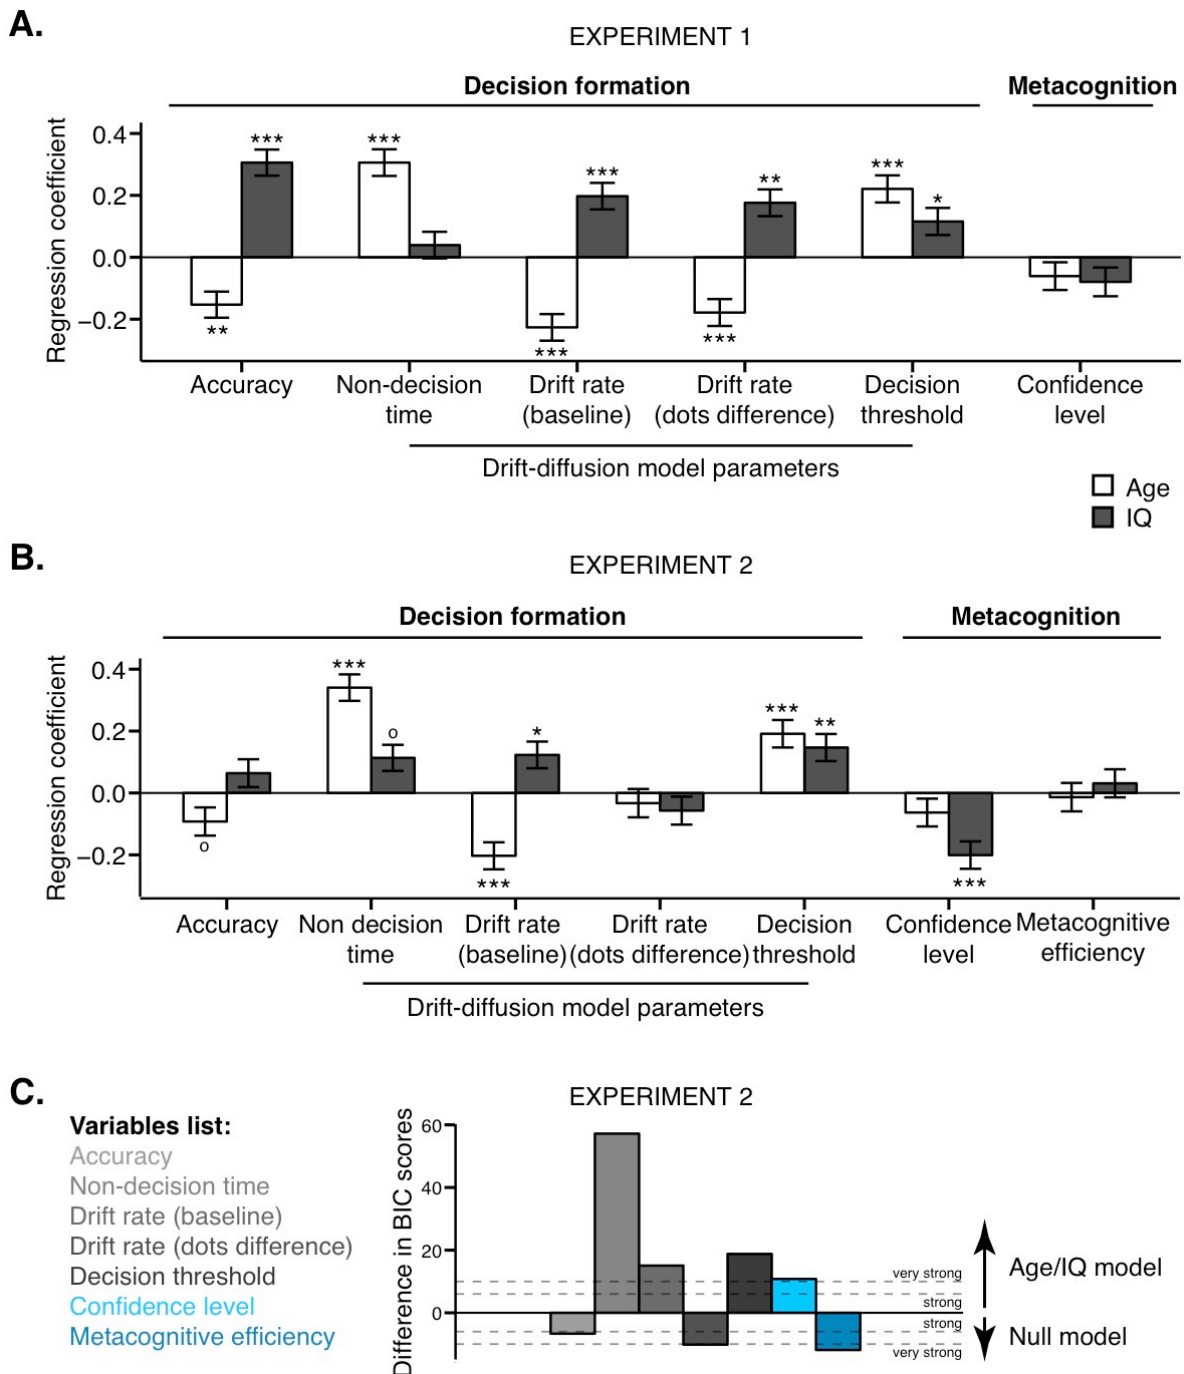 A.
EXPERIMENT 1
Decision formation
Metacognition
Regression coefficient
0.4
0.2
0.0
−0.2
**
***
***
***
***
***
**
***
*
Accuracy
Non-decision
time
Drift rate
(baseline)
Drift rate
(dots difference)
Decision
threshold
Confidence
level
Drift-diffusion model parameters
Age
IQ
B.
EXPERIMENT 2
Decision formation
Metacognition
Regression coefficient
0.4
0.2
0.0
−0.2
o
***
o
***
*
***
**
***
Accuracy
Non decision
time
Drift rate
(baseline)
Drift rate
(dots difference)
Decision
threshold
Confidence
level
Metacognitive
efficiency
Drift-diffusion model parameters
C.
EXPERIMENT 2
Variables list:
Accuracy
Non-decision time
Drift rate (baseline)
Drift rate (dots difference)
Decision threshold
Confidence level
Metacognitive efficiency
Difference in BIC scores
60
40
20
0
very strong
strong
strong
very strong
Age/IQ model
Null model